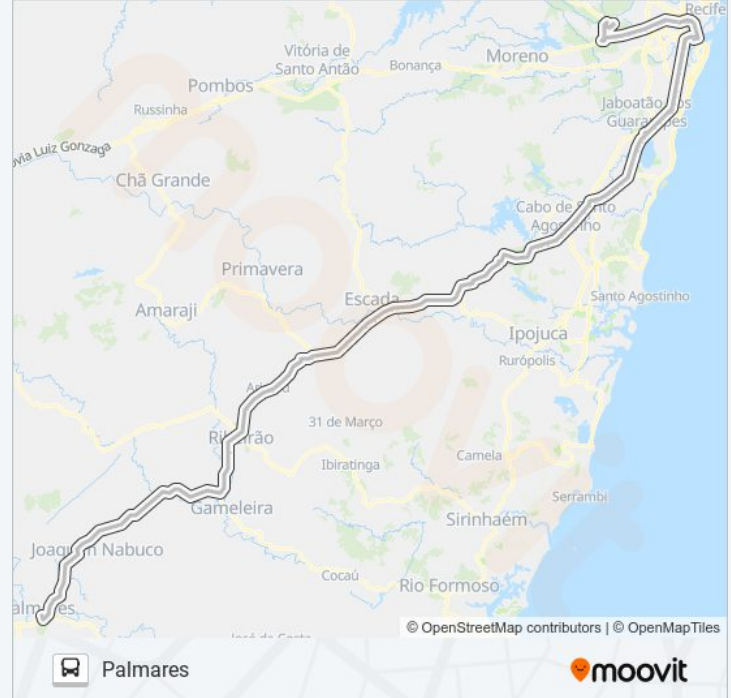 Recife
Vitória de
Santo Antão
Bonança
Moreno
Pombos
Russinha
Jaboatão dos
Guararapes
via Luiz Gonzaga
Chã Grande
Cabo de Santo
Agostinho
Primavera
Escada
Santo Agostinho
Amaraji
Ipojuca
Rurópolis
31 de Março
Ribeirão
Camela
Ibiratinga
Serrambi
Gameleira
Sirinhaém
Joaquim Nabuco
Cocaú
Rio Formoso
almares
© OpenStreetMap contributors | © OpenMapTiles
Palmares
moovit